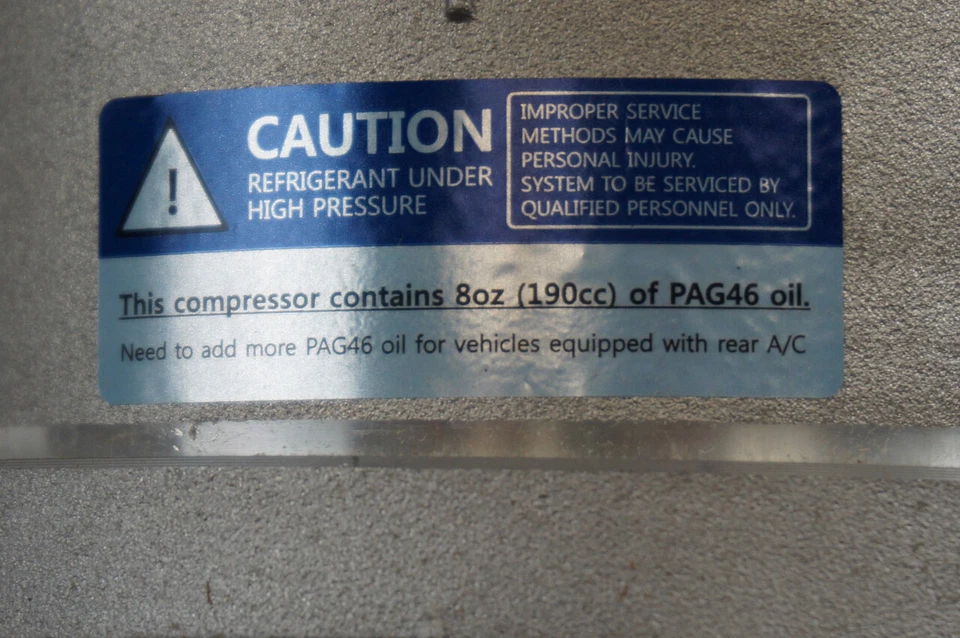 !
CAUTION
REFRIGERANT UNDER
HIGH PRESSURE
IMPROPER SERVICE
METHODS MAY CAUSE
PERSONAL INJURY.
SYSTEM TO BE SERVICED BY
QUALIFIED PERSONNEL ONLY.
This compressor contains 8oz (190cc) of PAG46 oil.
Need to add more PAG46 oil for vehicles equipped with rear A/C